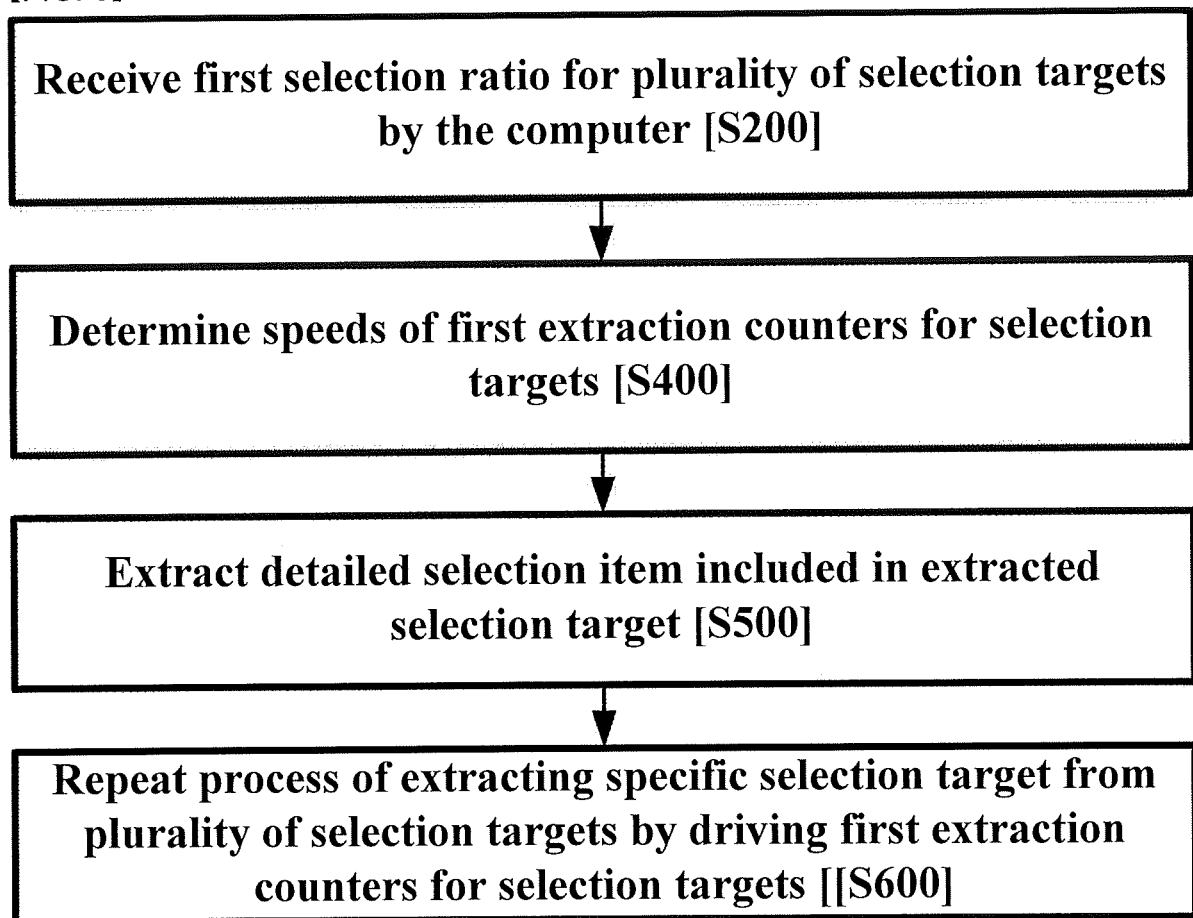 Receive first selection ratio for plurality of selection targets
by the computer [S200]
Determine speeds of first extraction counters for selection
targets [S400]
Extract detailed selection item included in extracted
selection target [S500]
Repeat process of extracting specific selection target from
plurality of selection targets by driving first extraction
counters for selection targets [[S600]